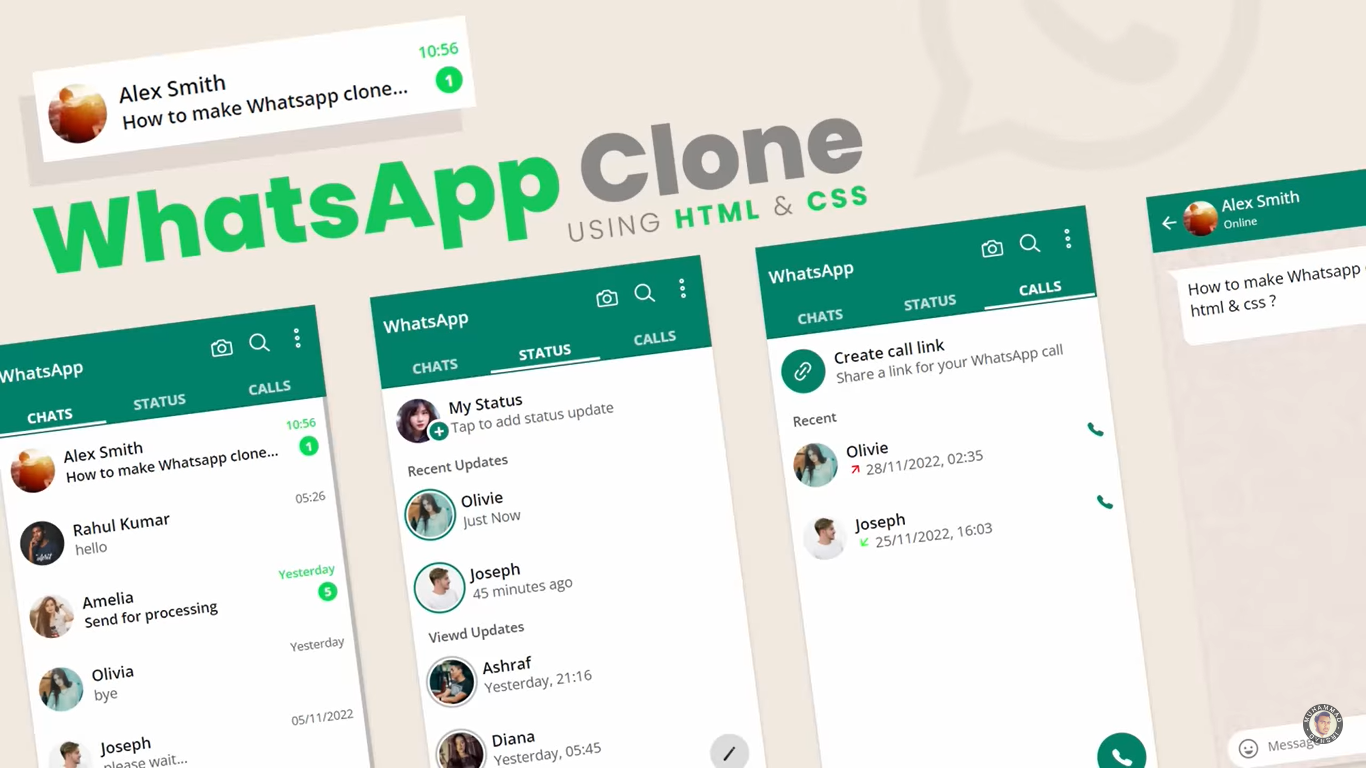 10:56
Alex Smith
1
How to make Whatsapp clone...
WhatsApp Clone
USING HTML & CSS
WhatsApp
CHATS STATUS CALLS
Alex Smith 10:56
How to make Whatsapp clone... 1
Rahul Kumar 05:26
hello
Amelia Yesterday
Send for processing 5
Olivia Yesterday
bye
Joseph 05/11/2022
please wait...
WhatsApp
CHATS STATUS CALLS
My Status
Tap to add status update
Recent Updates
Olivie
Just Now
Joseph
45 minutes ago
Viewd Updates
Ashraf
Yesterday, 21:16
Diana
Yesterday, 05:45
WhatsApp
CHATS STATUS CALLS
Create call link
Share a link for your WhatsApp call
Recent
Olivie
28/11/2022, 02:35
Joseph
25/11/2022, 16:03
Alex Smith
Online
How to make Whatsapp
html & css ?
MUHAMMAD